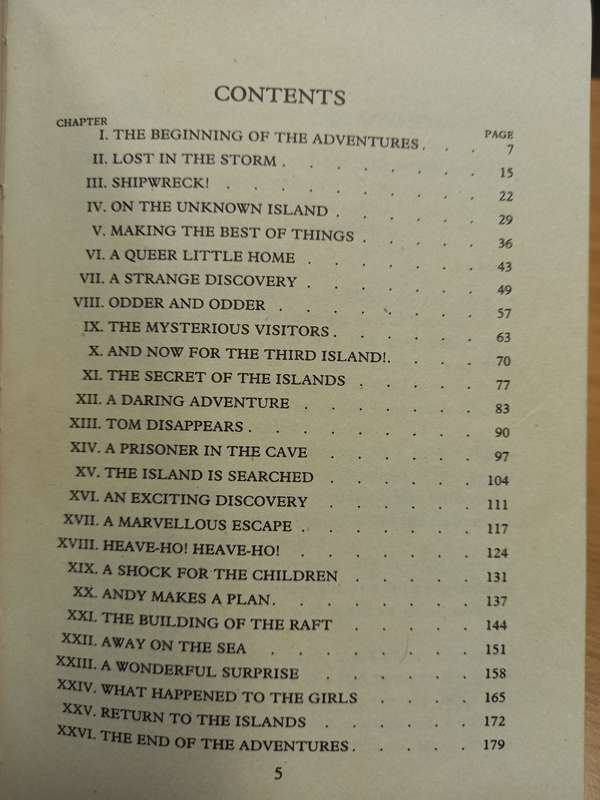 CONTENTS
CHAPTER PAGE
I. THE BEGINNING OF THE ADVENTURES . . . 7
II. LOST IN THE STORM . . . . . . . 15
III. SHIPWRECK! . . . . . . . . 22
IV. ON THE UNKNOWN ISLAND . . . . . . 29
V. MAKING THE BEST OF THINGS . . . . . 36
VI. A QUEER LITTLE HOME . . . . . . 43
VII. A STRANGE DISCOVERY . . . . . . 49
VIII. ODDER AND ODDER . . . . . . . 57
IX. THE MYSTERIOUS VISITORS . . . . . . 63
X. AND NOW FOR THE THIRD ISLAND! . . . . 70
XI. THE SECRET OF THE ISLANDS . . . . . 77
XII. A DARING ADVENTURE . . . . . . 83
XIII. TOM DISAPPEARS . . . . . . . . 90
XIV. A PRISONER IN THE CAVE . . . . . . 97
XV. THE ISLAND IS SEARCHED . . . . . . 104
XVI. AN EXCITING DISCOVERY . . . . . . 111
XVII. A MARVELLOUS ESCAPE . . . . . . 117
XVIII. HEAVE-HO! HEAVE-HO! . . . . . . 124
XIX. A SHOCK FOR THE CHILDREN . . . . . 131
XX. ANDY MAKES A PLAN . . . . . . . 137
XXI. THE BUILDING OF THE RAFT . . . . . 144
XXII. AWAY ON THE SEA . . . . . . . 151
XXIII. A WONDERFUL SURPRISE . . . . . . 158
XXIV. WHAT HAPPENED TO THE GIRLS . . . . 165
XXV. RETURN TO THE ISLANDS . . . . . . 172
XXVI. THE END OF THE ADVENTURES . . . . . 179
5